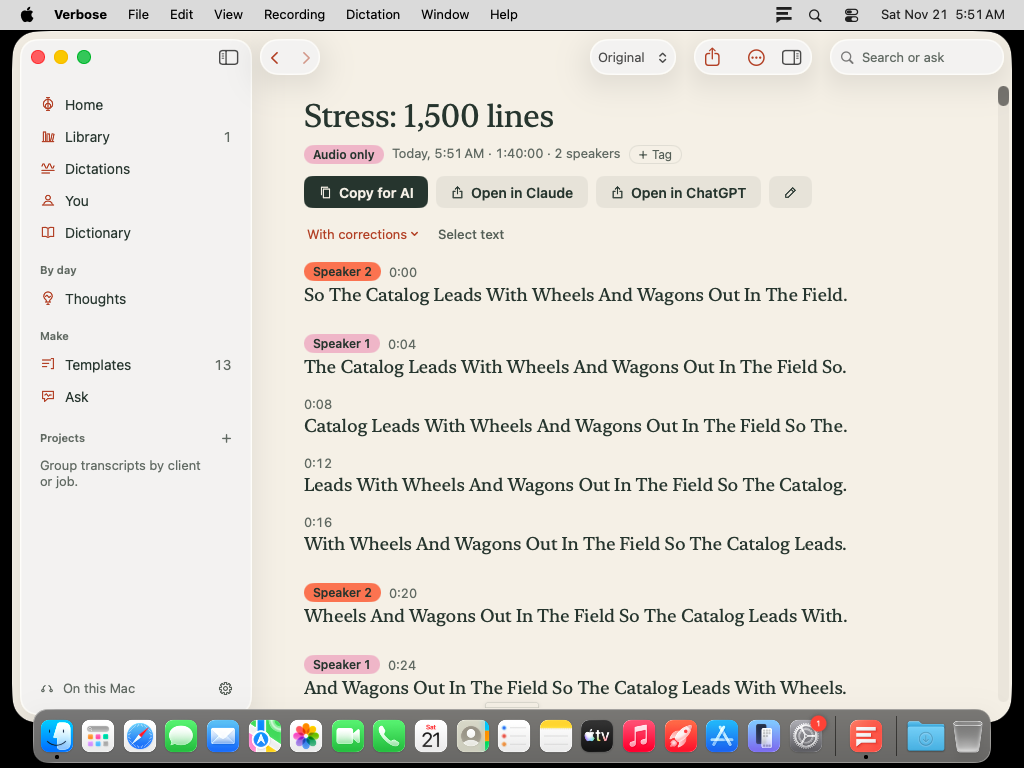 Verbose File Edit View Recording Dictation Window Help Sat Nov 21 5:51 AM
Original
Search or ask
Home
Library 1
Dictations
You
Dictionary
By day
Thoughts
Make
Templates 13
Ask
Projects +
Group transcripts by client
or job.
On this Mac
Stress: 1,500 lines
Audio only Today, 5:51 AM · 1:40:00 · 2 speakers + Tag
Copy for AI Open in Claude Open in ChatGPT
With corrections Select text
Speaker 2 0:00
So The Catalog Leads With Wheels And Wagons Out In The Field.
Speaker 1 0:04
The Catalog Leads With Wheels And Wagons Out In The Field So.
0:08
Catalog Leads With Wheels And Wagons Out In The Field So The.
0:12
Leads With Wheels And Wagons Out In The Field So The Catalog.
0:16
With Wheels And Wagons Out In The Field So The Catalog Leads.
Speaker 2 0:20
Wheels And Wagons Out In The Field So The Catalog Leads With.
Speaker 1 0:24
And Wagons Out In The Field So The Catalog Leads With Wheels.
Sat
21
tv
1